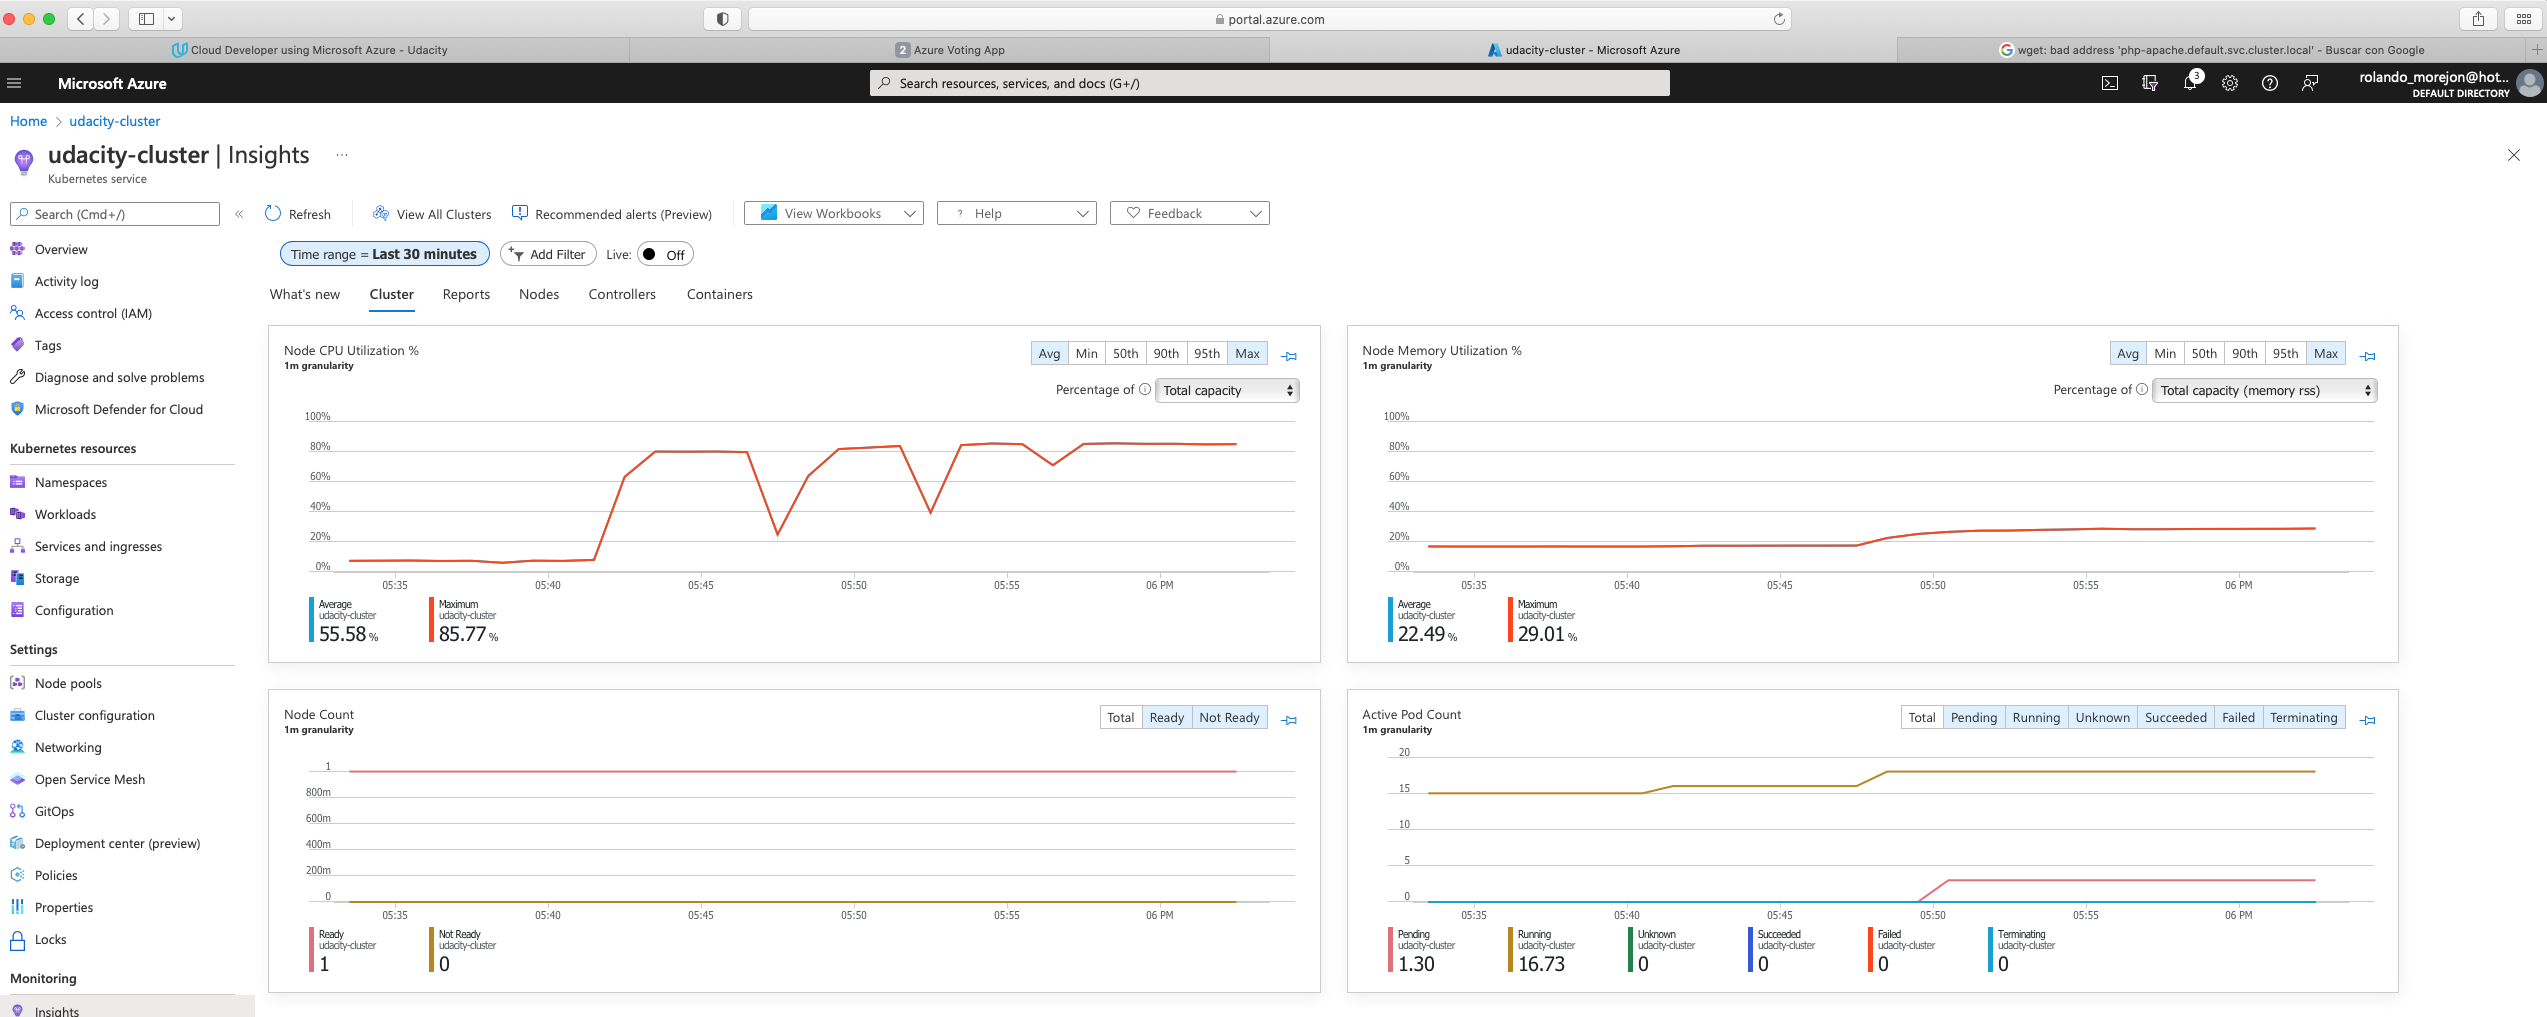 portal.azure.com
Cloud Developer using Microsoft Azure - Udacity
2 Azure Voting App
udacity-cluster - Microsoft Azure
wget: bad address 'php-apache.default.svc.cluster.local' - Buscar con Google
Microsoft Azure
Search resources, services, and docs (G+/)
3
rolando_morejon@hot...
DEFAULT DIRECTORY
Home > udacity-cluster
udacity-cluster | Insights ...
Kubernetes service
Search (Cmd+/)
«
Refresh
View All Clusters
Recommended alerts (Preview)
View Workbooks
? Help
Feedback
Time range = Last 30 minutes
Add Filter
Live: Off
What's new
Cluster
Reports
Nodes
Controllers
Containers
Overview
Activity log
Access control (IAM)
Tags
Diagnose and solve problems
Microsoft Defender for Cloud
Kubernetes resources
Namespaces
Workloads
Services and ingresses
Storage
Configuration
Settings
Node pools
Cluster configuration
Networking
Open Service Mesh
GitOps
Deployment center (preview)
Policies
Properties
Locks
Monitoring
Insights
Node CPU Utilization %
1m granularity
Avg Min 50th 90th 95th Max
Percentage of Total capacity
100%
80%
60%
40%
20%
0%
05:35 05:40 05:45 05:50 05:55 06 PM
Average
udacity-cluster
55.58 %
Maximum
udacity-cluster
85.77 %
Node Memory Utilization %
1m granularity
Avg Min 50th 90th 95th Max
Percentage of Total capacity (memory rss)
100%
80%
60%
40%
20%
0%
05:35 05:40 05:45 05:50 05:55 06 PM
Average
udacity-cluster
22.49 %
Maximum
udacity-cluster
29.01 %
Node Count
1m granularity
Total Ready Not Ready
1
800m
600m
400m
200m
0
05:35 05:40 05:45 05:50 05:55 06 PM
Ready
udacity-cluster
1
Not Ready
udacity-cluster
0
Active Pod Count
1m granularity
Total Pending Running Unknown Succeeded Failed Terminating
20
15
10
5
0
05:35 05:40 05:45 05:50 05:55 06 PM
Pending
udacity-cluster
1.30
Running
udacity-cluster
16.73
Unknown
udacity-cluster
0
Succeeded
udacity-cluster
0
Failed
udacity-cluster
0
Terminating
udacity-cluster
0